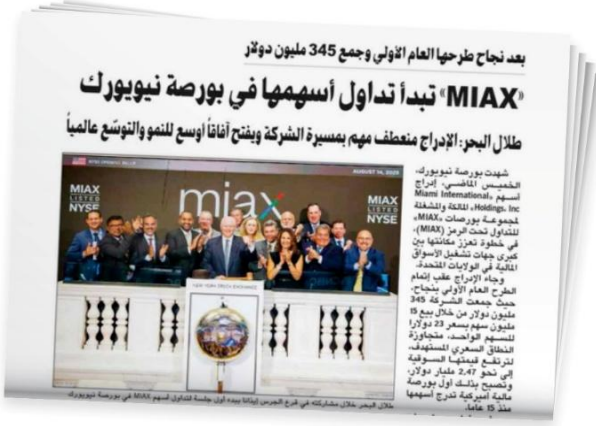 بعد نجاح طرحها العام الأولي وجمع 345 مليون دولار
«MIAX» تبدأ تداول أسهمها في بورصة نيويورك
طلال البحر: الإدراج منعطف مهم بمسيرة الشركة ويفتح آفاقاً أوسع للنمو والتوسّع عالمياً
AUGUST 14, 2025
MIAX
LISTED
NYSE
miax
MIAX
LISTED
NYSE
NEW YORK STOCK EXCHANGE
طلال البحر خلال مشاركته في قرع الجرس إيذاناً ببدء أول جلسة لتداول أسهم MIAX في بورصة نيويورك
شهدت بورصة نيويورك،
الخميس الماضي، إدراج
أسهم «Miami International
Holdings, Inc»، المالكة والمشغلة
لمجموعة بورصات «MIAX»
للتداول تحت الرمز (MIAX)،
في خطوة تعزز مكانتها بين
كبرى جهات تشغيل الأسواق
المالية في الولايات المتحدة.
وجاء الإدراج عقب إتمام
الطرح العام الأولي بنجاح،
حيث جمعت الشركة 345
مليون دولار من خلال بيع 15
مليون سهم بسعر 23 دولارا
للسهم الواحد، متجاوزة
النطاق السعري المستهدف،
لترتفع قيمتها السوقية
إلى نحو 2.47 مليار دولار،
وتصبح بذلك أول بورصة
مالية أميركية تدرج أسهمها
منذ 15 عاما.